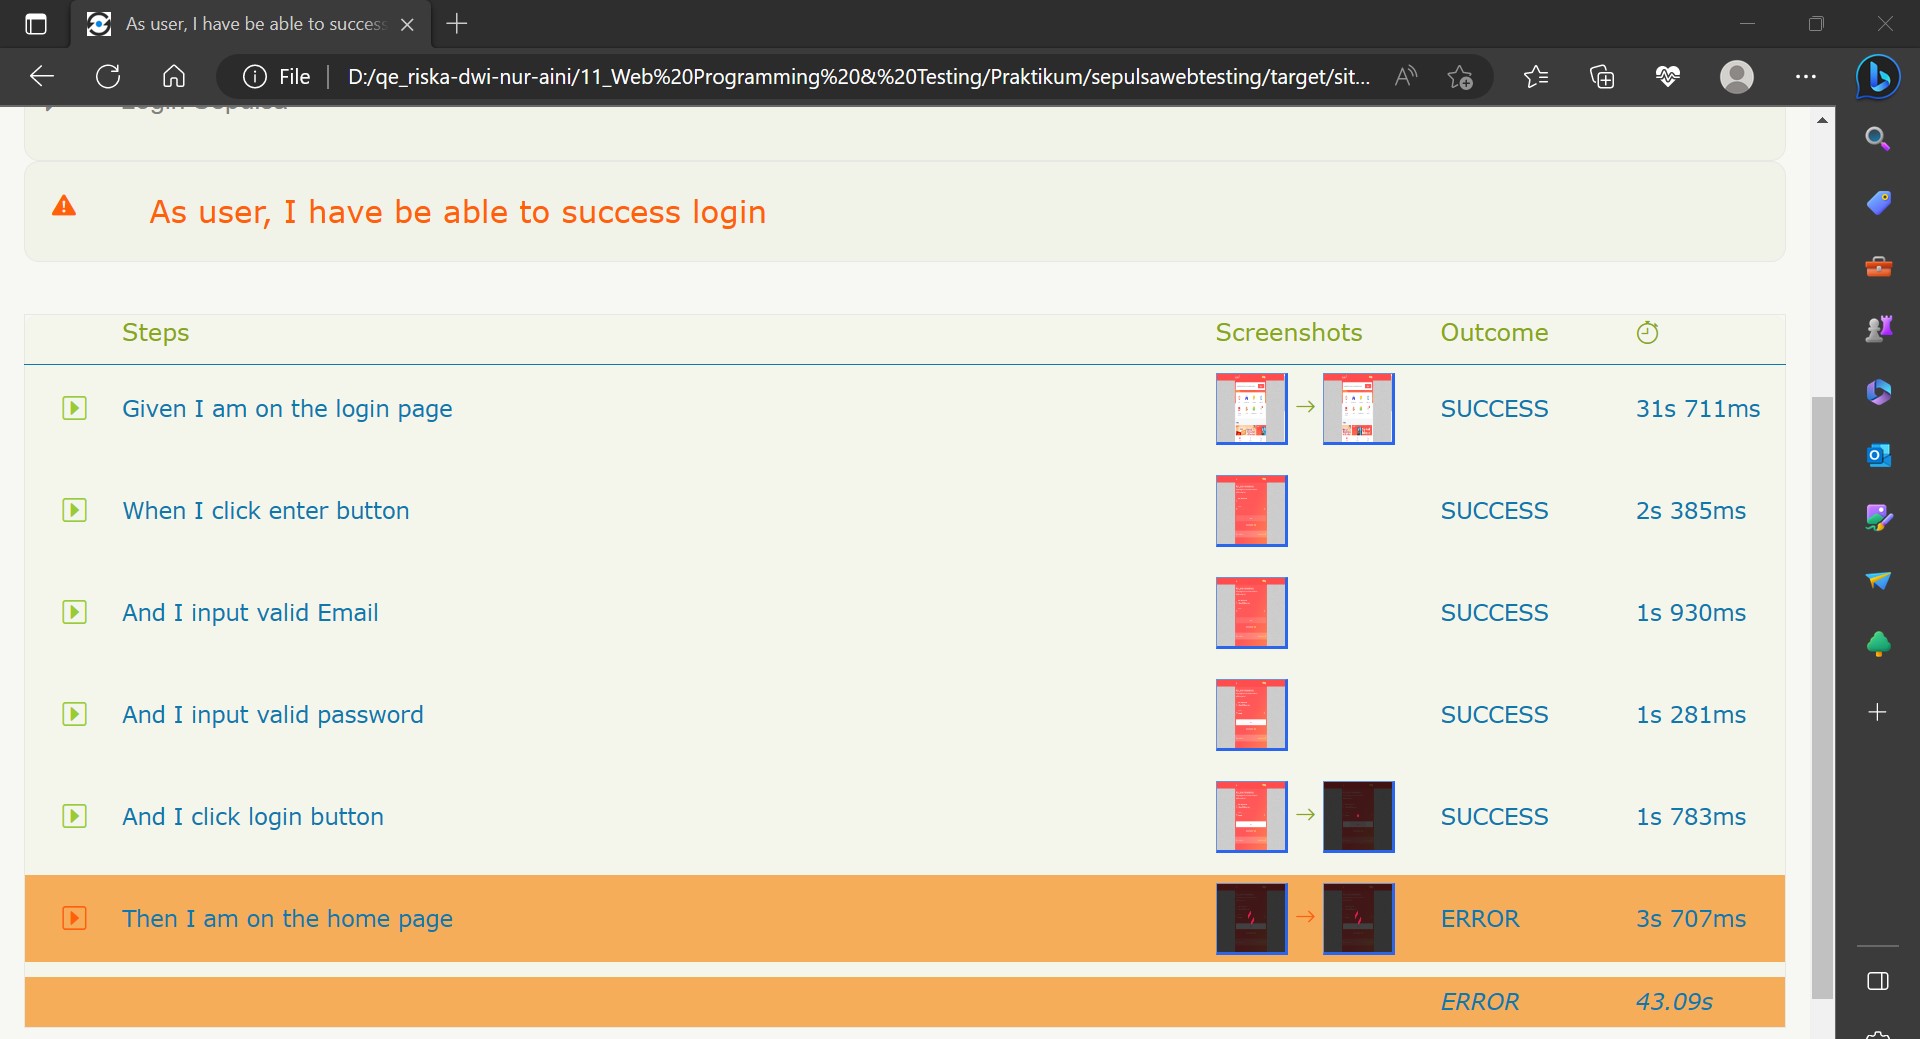 As user, I have be able to success
File
D:/qe_riska-dwi-nur-aini/11_Web%20Programming%20&%20Testing/Praktikum/sepulsawebtesting/target/sit...
Login Sepulsa
As user, I have be able to success login
Steps Screenshots Outcome
Given I am on the login page SUCCESS 31s 711ms
When I click enter button SUCCESS 2s 385ms
And I input valid Email SUCCESS 1s 930ms
And I input valid password SUCCESS 1s 281ms
And I click login button SUCCESS 1s 783ms
Then I am on the home page ERROR 3s 707ms
ERROR 43.09s